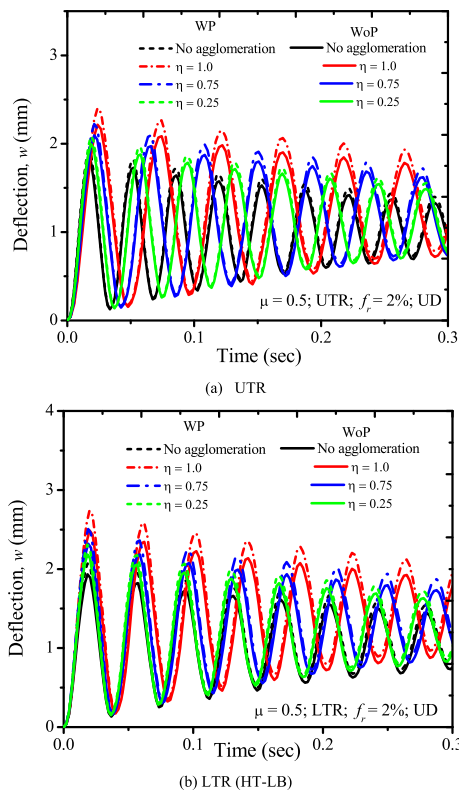 WP WoP
No agglomeration No agglomeration
η = 1.0 η = 1.0
η = 0.75 η = 0.75
η = 0.25 η = 0.25
Deflection, w (mm)
3
2
1
0
μ = 0.5; UTR; fr = 2%; UD
0.0 0.1 0.2 0.3
Time (sec)
(a) UTR
WP WoP
No agglomeration No agglomeration
η = 1.0 η = 1.0
η = 0.75 η = 0.75
η = 0.25 η = 0.25
Deflection, w (mm)
4
3
2
1
0
μ = 0.5; LTR; fr = 2%; UD
0.0 0.1 0.2 0.3
Time (sec)
(b) LTR (HT-LB)